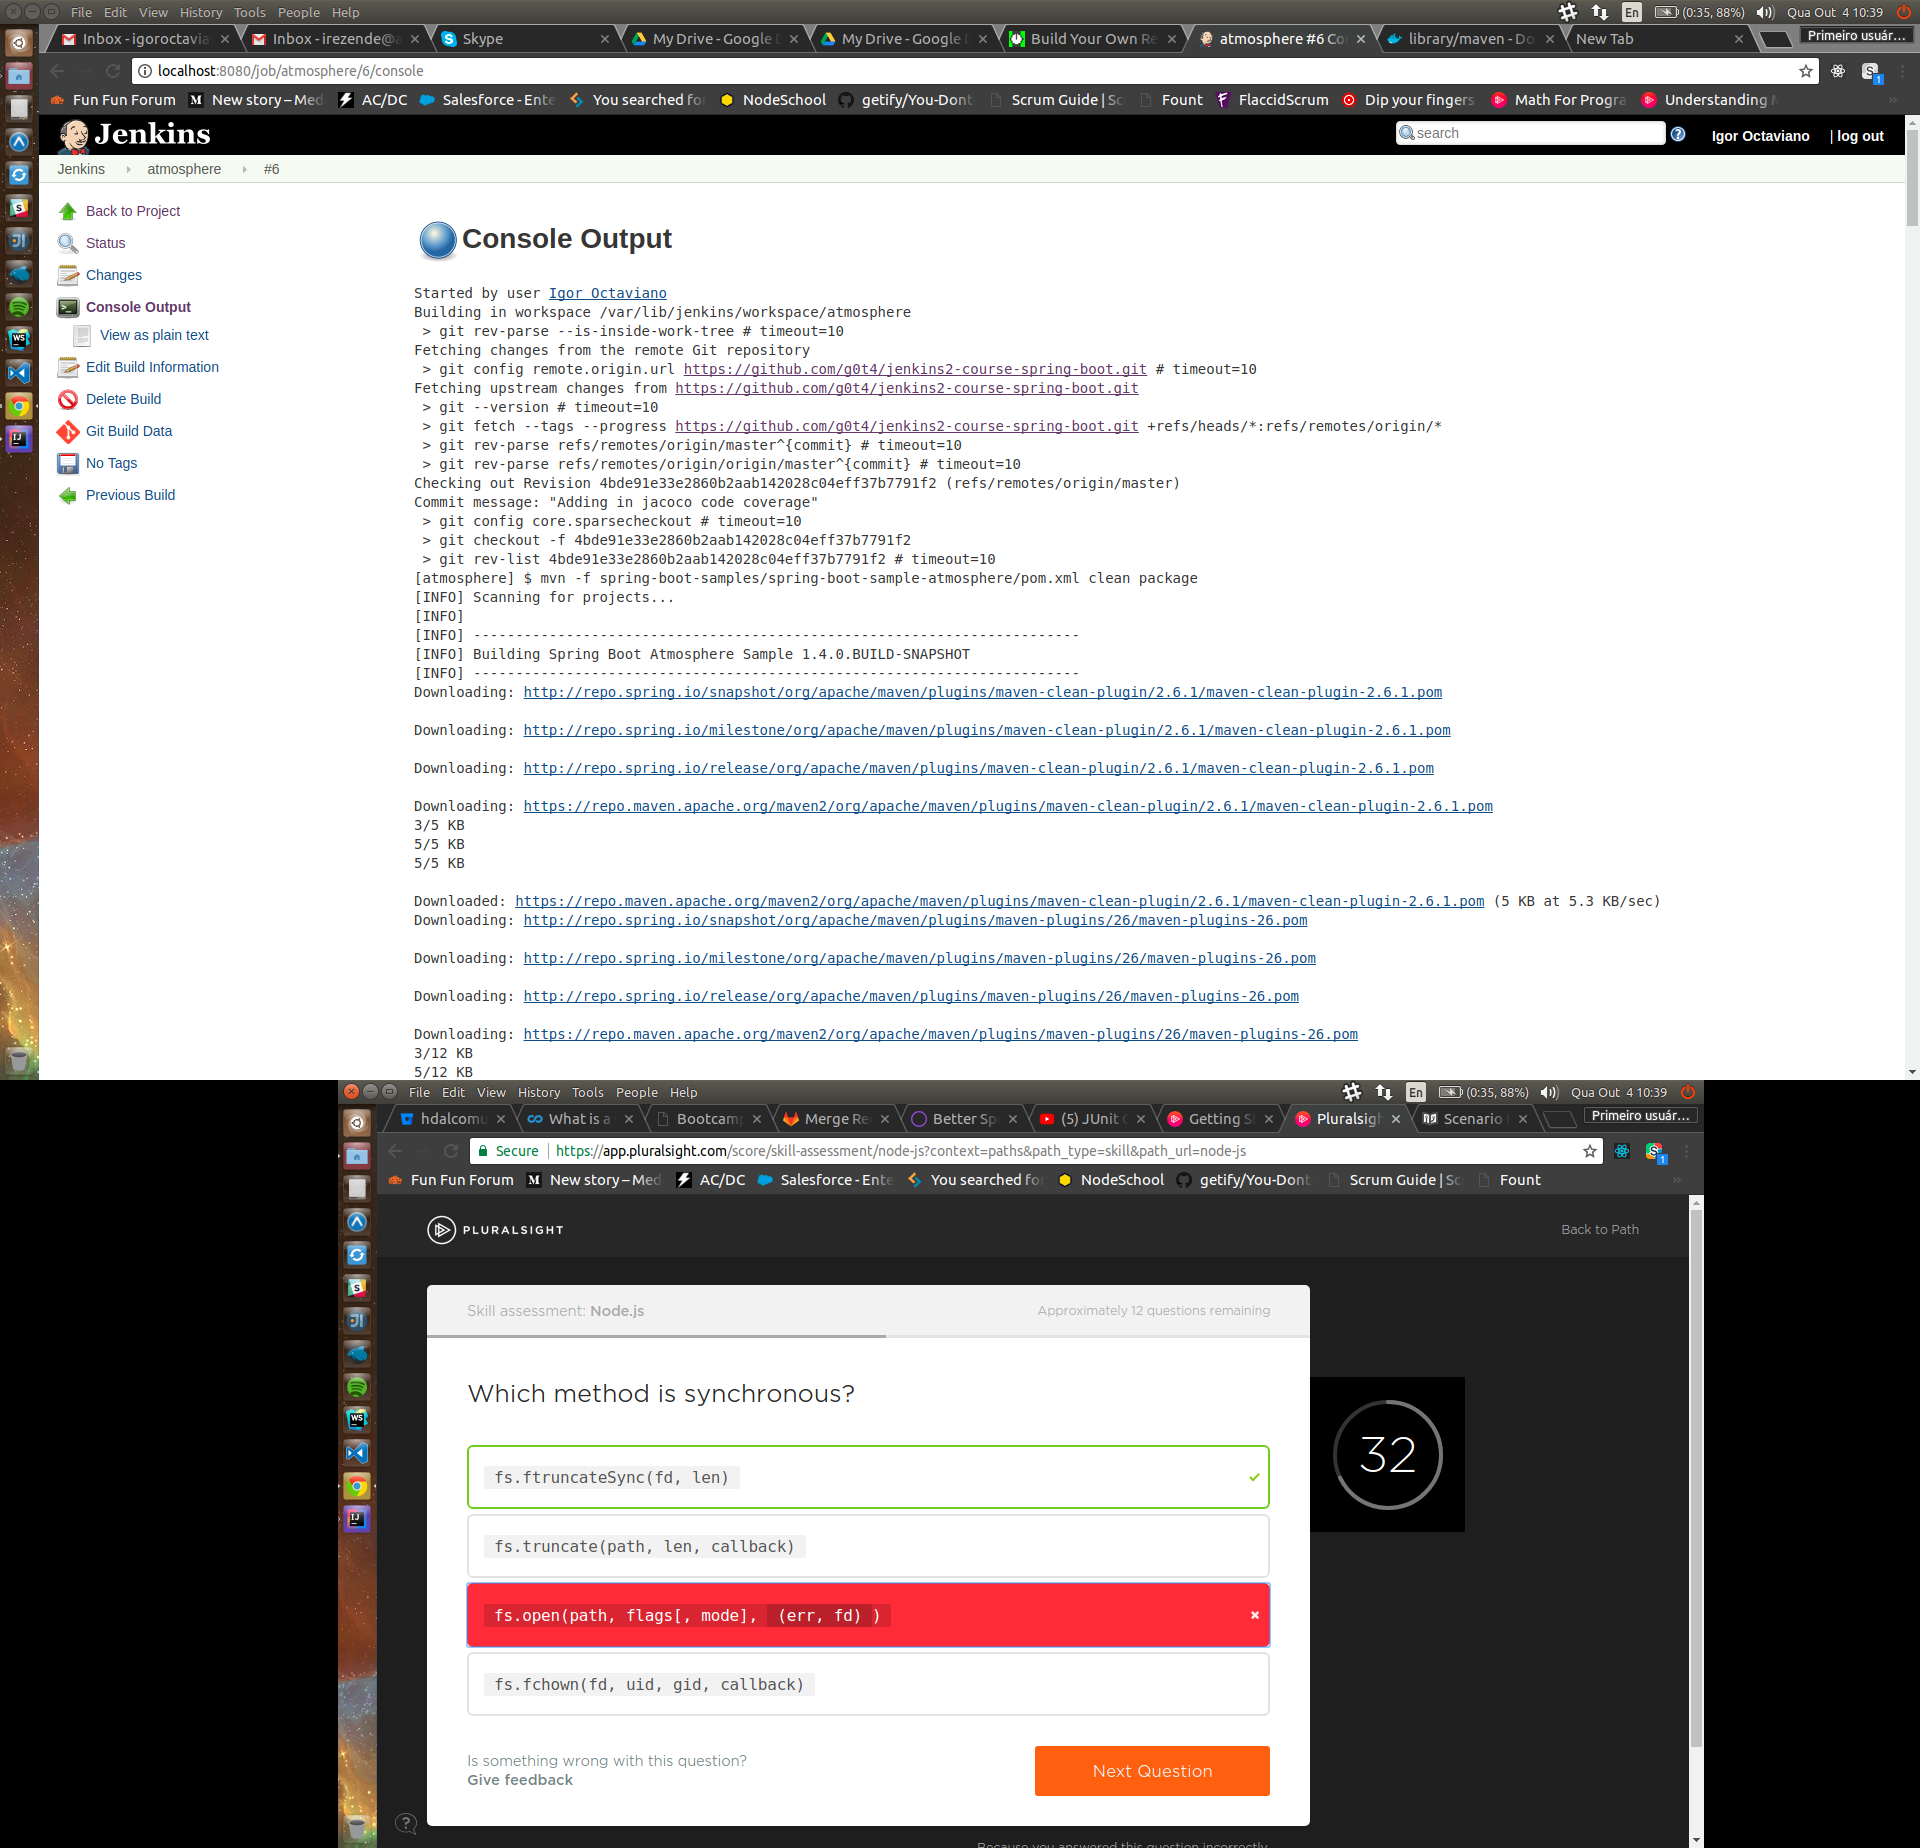 File Edit View History Tools People Help
En (0:35, 88%) Qua Out 4 10:39
Inbox - igoroctavia Inbox - irezende@a Skype My Drive - Google D My Drive - Google D Build Your Own Re atmosphere #6 Co library/maven - Do New Tab Primeiro usuár...
localhost:8080/job/atmosphere/6/console
Fun Fun Forum New story – Med AC/DC Salesforce - Ente You searched for NodeSchool getify/You-Dont Scrum Guide | Sc Fount FlaccidScrum Dip your fingers Math For Progra Understanding
Jenkins
search
Igor Octaviano | log out
Jenkins atmosphere #6
Back to Project
Status
Changes
Console Output
View as plain text
Edit Build Information
Delete Build
Git Build Data
No Tags
Previous Build
Console Output
Started by user Igor Octaviano
Building in workspace /var/lib/jenkins/workspace/atmosphere
> git rev-parse --is-inside-work-tree # timeout=10
Fetching changes from the remote Git repository
> git config remote.origin.url https://github.com/g0t4/jenkins2-course-spring-boot.git # timeout=10
Fetching upstream changes from https://github.com/g0t4/jenkins2-course-spring-boot.git
> git --version # timeout=10
> git fetch --tags --progress https://github.com/g0t4/jenkins2-course-spring-boot.git +refs/heads/*:refs/remotes/origin/*
> git rev-parse refs/remotes/origin/master^{commit} # timeout=10
> git rev-parse refs/remotes/origin/origin/master^{commit} # timeout=10
Checking out Revision 4bde91e33e2860b2aab142028c04eff37b7791f2 (refs/remotes/origin/master)
Commit message: "Adding in jacoco code coverage"
> git config core.sparsecheckout # timeout=10
> git checkout -f 4bde91e33e2860b2aab142028c04eff37b7791f2
> git rev-list 4bde91e33e2860b2aab142028c04eff37b7791f2 # timeout=10
[atmosphere] $ mvn -f spring-boot-samples/spring-boot-sample-atmosphere/pom.xml clean package
[INFO] Scanning for projects...
[INFO]
[INFO] ------------------------------------------------------------------------
[INFO] Building Spring Boot Atmosphere Sample 1.4.0.BUILD-SNAPSHOT
[INFO] ------------------------------------------------------------------------
Downloading: http://repo.spring.io/snapshot/org/apache/maven/plugins/maven-clean-plugin/2.6.1/maven-clean-plugin-2.6.1.pom
Downloading: http://repo.spring.io/milestone/org/apache/maven/plugins/maven-clean-plugin/2.6.1/maven-clean-plugin-2.6.1.pom
Downloading: http://repo.spring.io/release/org/apache/maven/plugins/maven-clean-plugin/2.6.1/maven-clean-plugin-2.6.1.pom
Downloading: https://repo.maven.apache.org/maven2/org/apache/maven/plugins/maven-clean-plugin/2.6.1/maven-clean-plugin-2.6.1.pom
3/5 KB
5/5 KB
5/5 KB
Downloaded: https://repo.maven.apache.org/maven2/org/apache/maven/plugins/maven-clean-plugin/2.6.1/maven-clean-plugin-2.6.1.pom (5 KB at 5.3 KB/sec)
Downloading: http://repo.spring.io/snapshot/org/apache/maven/plugins/maven-plugins/26/maven-plugins-26.pom
Downloading: http://repo.spring.io/milestone/org/apache/maven/plugins/maven-plugins/26/maven-plugins-26.pom
Downloading: http://repo.spring.io/release/org/apache/maven/plugins/maven-plugins/26/maven-plugins-26.pom
Downloading: https://repo.maven.apache.org/maven2/org/apache/maven/plugins/maven-plugins/26/maven-plugins-26.pom
3/12 KB
5/12 KB
File Edit View History Tools People Help
En (0:35, 88%) Qua Out 4 10:39
hdalcomu What is a Bootcam Merge Re Better Sp (5) JUnit Getting S Pluralsigh Scenario Primeiro usuár...
Secure https://app.pluralsight.com/score/skill-assessment/node-js?context=paths&path_type=skill&path_url=node-js
Fun Fun Forum New story – Med AC/DC Salesforce - Ente You searched for NodeSchool getify/You-Dont Scrum Guide | Sc Fount
PLURALSIGHT
Back to Path
Skill assessment: Node.js
Approximately 12 questions remaining
Which method is synchronous?
32
fs.ftruncateSync(fd, len)
fs.truncate(path, len, callback)
fs.open(path, flags[, mode], (err, fd) )
fs.fchown(fd, uid, gid, callback)
Is something wrong with this question?
Give feedback
Next Question
Because you answered this question incorrectly